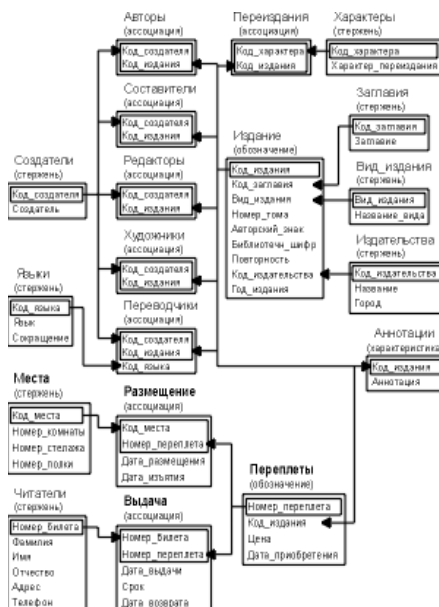 Авторы
(ассоциация)
Код_создателя
Код_издания
Переиздания
(ассоциация)
Код_характера
Код_издания
Характеры
(стержень)
Код_характера
Характер_переиздания
Составители
(ассоциация)
Код_создателя
Код_издания
Заглавия
(стержень)
Код_заглавия
Заглавие
Издание
(обозначение)
Код_издания
Код_заглавия
Вид_издания
Номер_тома
Авторский_знак
Библиотечн_шифр
Повторность
Код_издательства
Год_издания
Создатели
(стержень)
Код_создателя
Создатель
Редакторы
(ассоциация)
Код_создателя
Код_издания
Вид_издания
(стержень)
Вид_издания
Название_вида
Художники
(ассоциация)
Код_создателя
Код_издания
Издательства
(стержень)
Код_издательства
Название
Город
Языки
(стержень)
Код_языка
Язык
Сокращение
Переводчики
(ассоциация)
Код_создателя
Код_издания
Код_языка
Аннотации
(характеристика)
Код_издания
Аннотация
Места
(стержень)
Код_места
Номер_комнаты
Номер_стелажа
Номер_полки
Размещение
(ассоциация)
Код_места
Номер_переплета
Дата_размещения
Дата_изъятия
Переплеты
(обозначение)
Номер_переплета
Код_издания
Цена
Дата_приобретения
Читатели
(стержень)
Номер_билета
Фамилия
Имя
Отчество
Адрес
Телефон
Выдача
(ассоциация)
Номер_билета
Номер_переплета
Дата_выдачи
Срок
Дата_возврата